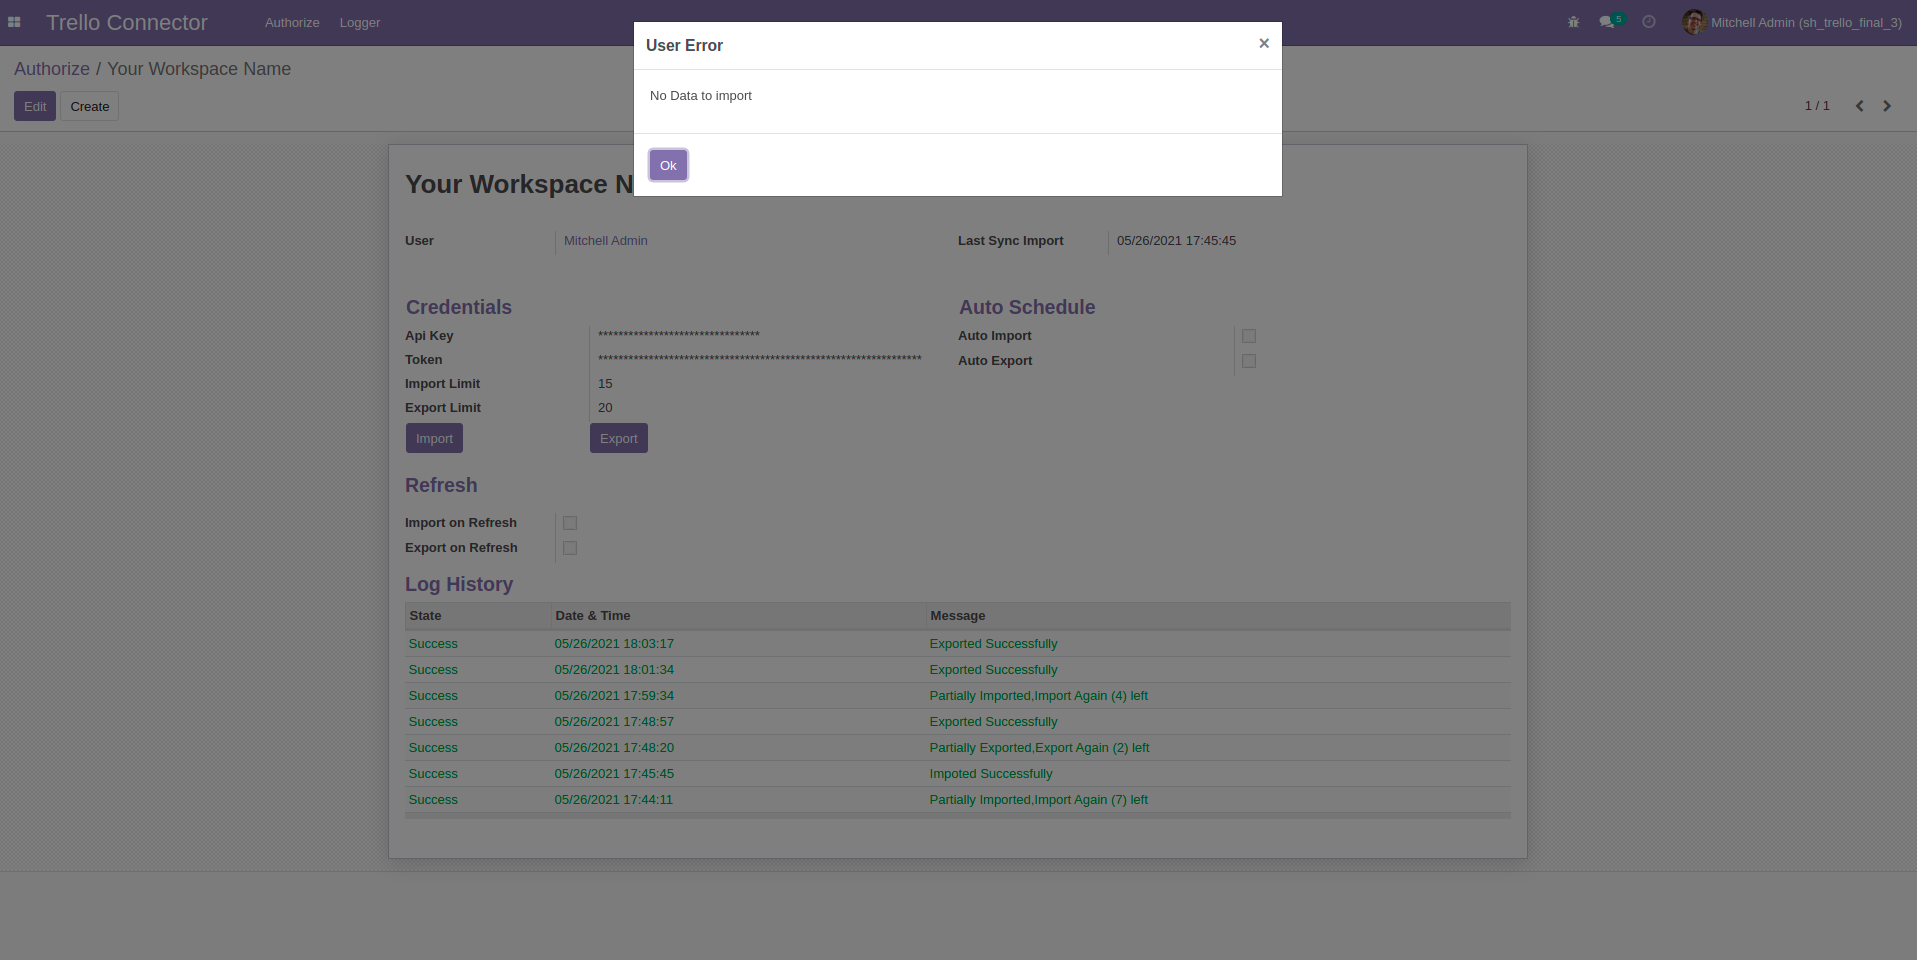 Trello Connector Authorize Logger 5 Mitchell Admin (sh_trello_final_3)
User Error ×
No Data to import
Ok
Authorize / Your Workspace Name
Edit Create 1 / 1
Your Workspace N
User Mitchell Admin Last Sync Import 05/26/2021 17:45:45
Credentials Auto Schedule
Api Key ******************************** Auto Import
Token **************************************************************** Auto Export
Import Limit 15
Export Limit 20
Import Export
Refresh
Import on Refresh
Export on Refresh
Log History
State Date & Time Message
Success 05/26/2021 18:03:17 Exported Successfully
Success 05/26/2021 18:01:34 Exported Successfully
Success 05/26/2021 17:59:34 Partially Imported,Import Again (4) left
Success 05/26/2021 17:48:57 Exported Successfully
Success 05/26/2021 17:48:20 Partially Exported,Export Again (2) left
Success 05/26/2021 17:45:45 Impoted Successfully
Success 05/26/2021 17:44:11 Partially Imported,Import Again (7) left